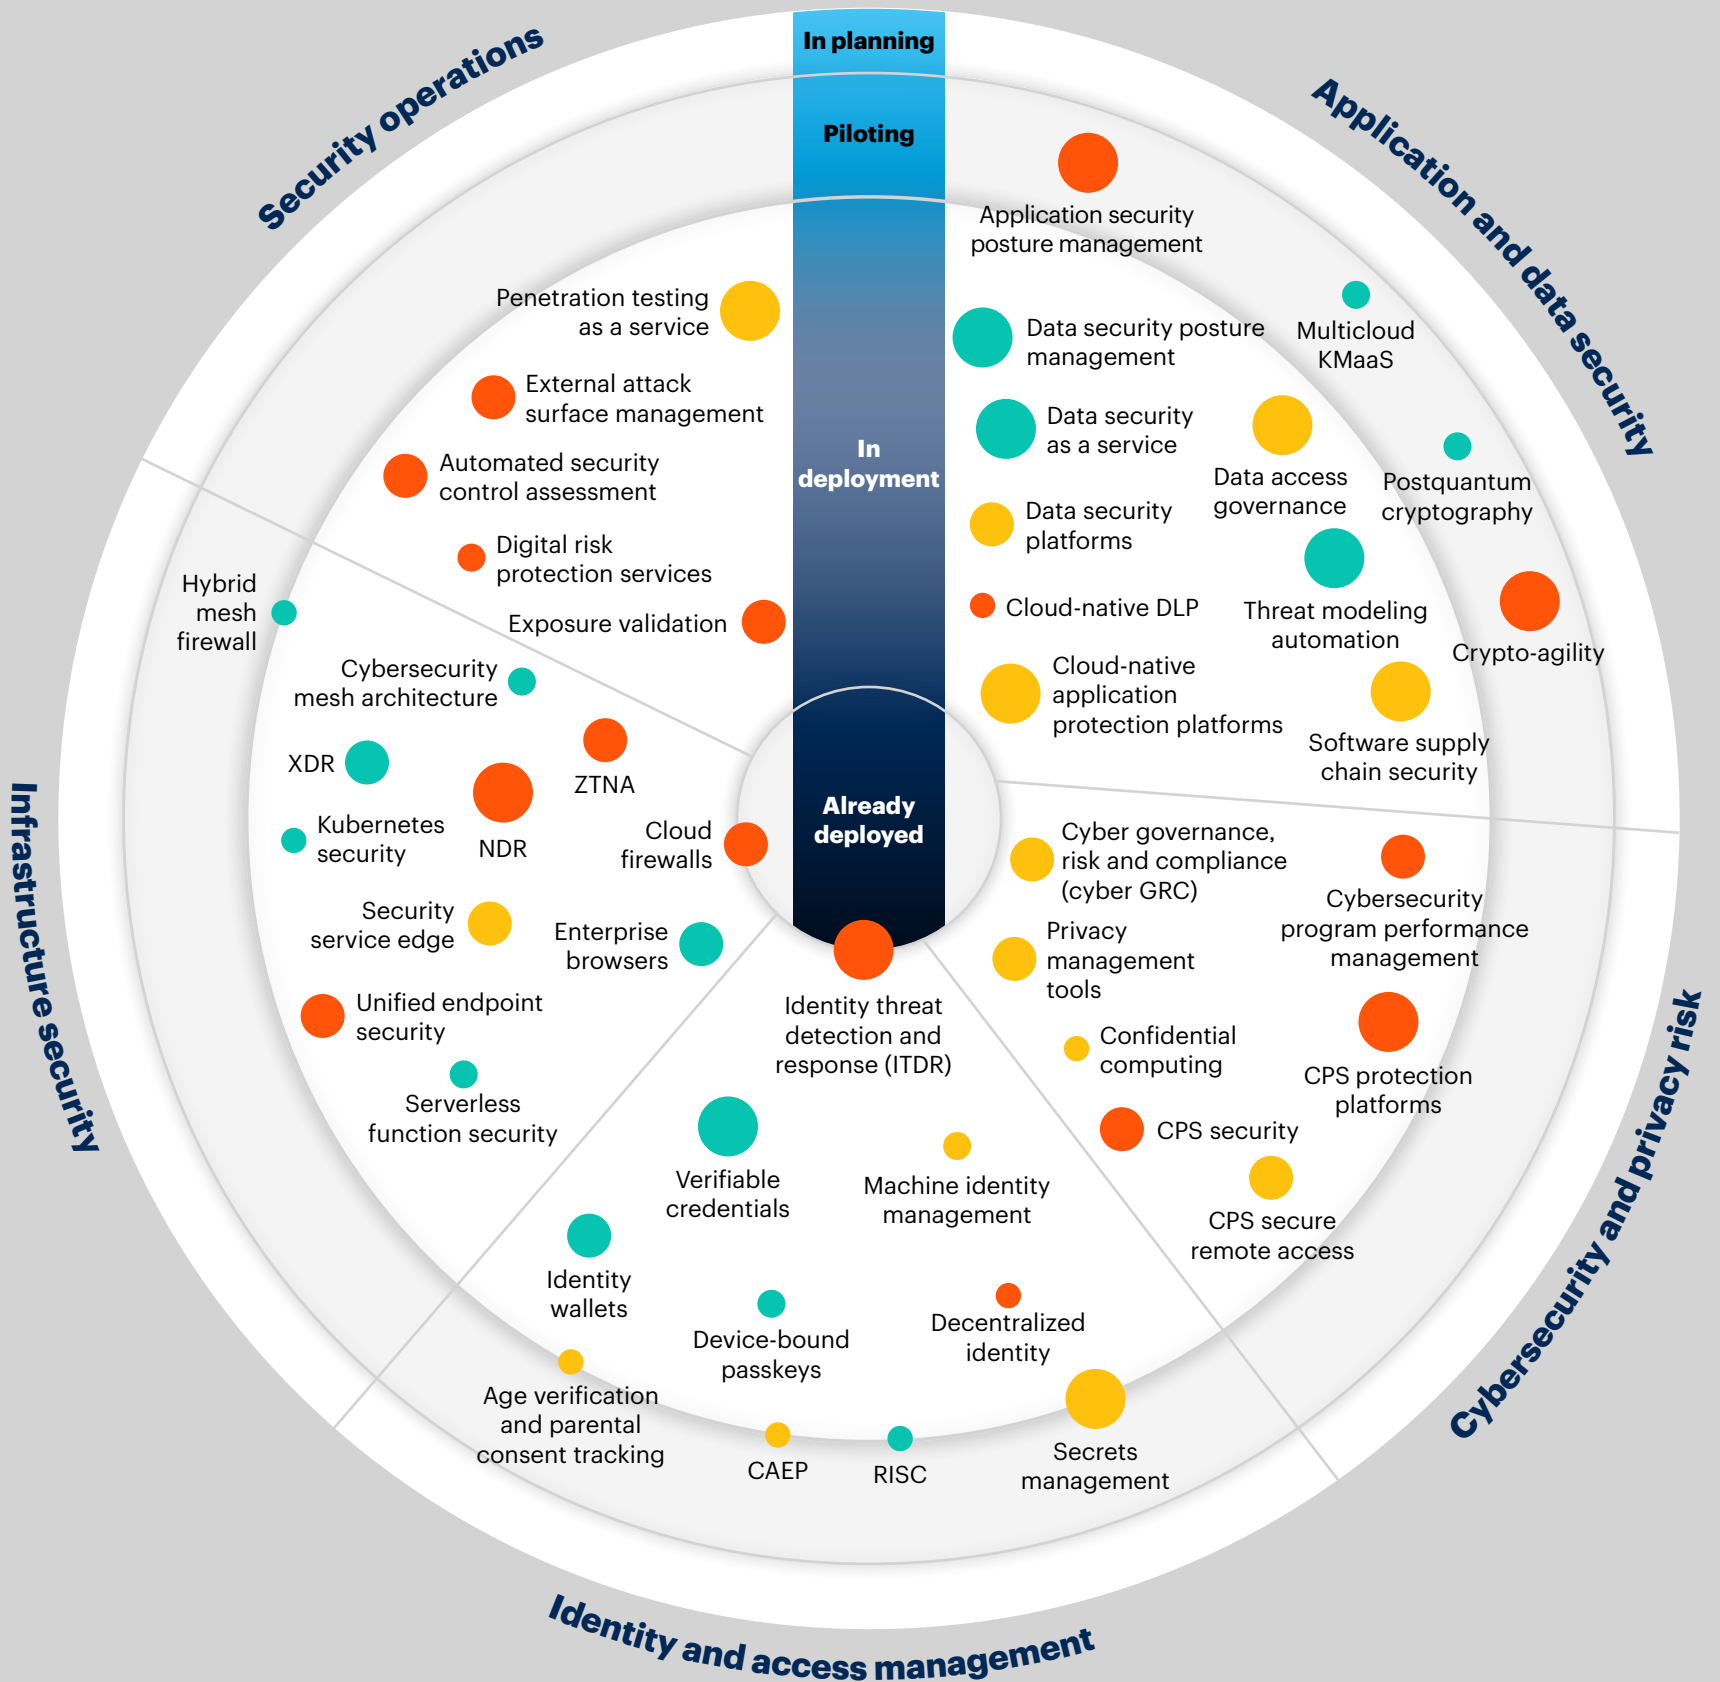 Security operations
In planning
Piloting
In
deployment
Already
deployed
Application and data security
Application security
posture management
Multicloud
KMaaS
Data security posture
management
Data security
as a service
Data access
governance
Postquantum
cryptography
Data security
platforms
Cloud-native DLP
Threat modeling
automation
Crypto-agility
Cloud-native
application
protection platforms
Software supply
chain security
Penetration testing
as a service
External attack
surface management
Automated security
control assessment
Digital risk
protection services
Exposure validation
Hybrid
mesh
firewall
Cybersecurity
mesh architecture
XDR
ZTNA
NDR
Kubernetes
security
Cloud
firewalls
Security
service edge
Enterprise
browsers
Unified endpoint
security
Serverless
function security
Infrastructure security
Cyber governance,
risk and compliance
(cyber GRC)
Cybersecurity
program performance
management
Privacy
management
tools
Confidential
computing
CPS protection
platforms
CPS security
CPS secure
remote access
Cybersecurity and privacy risk
Identity threat
detection and
response (ITDR)
Verifiable
credentials
Machine identity
management
Identity
wallets
Device-bound
passkeys
Decentralized
identity
Age verification
and parental
consent tracking
CAEP
RISC
Secrets
management
Identity and access management